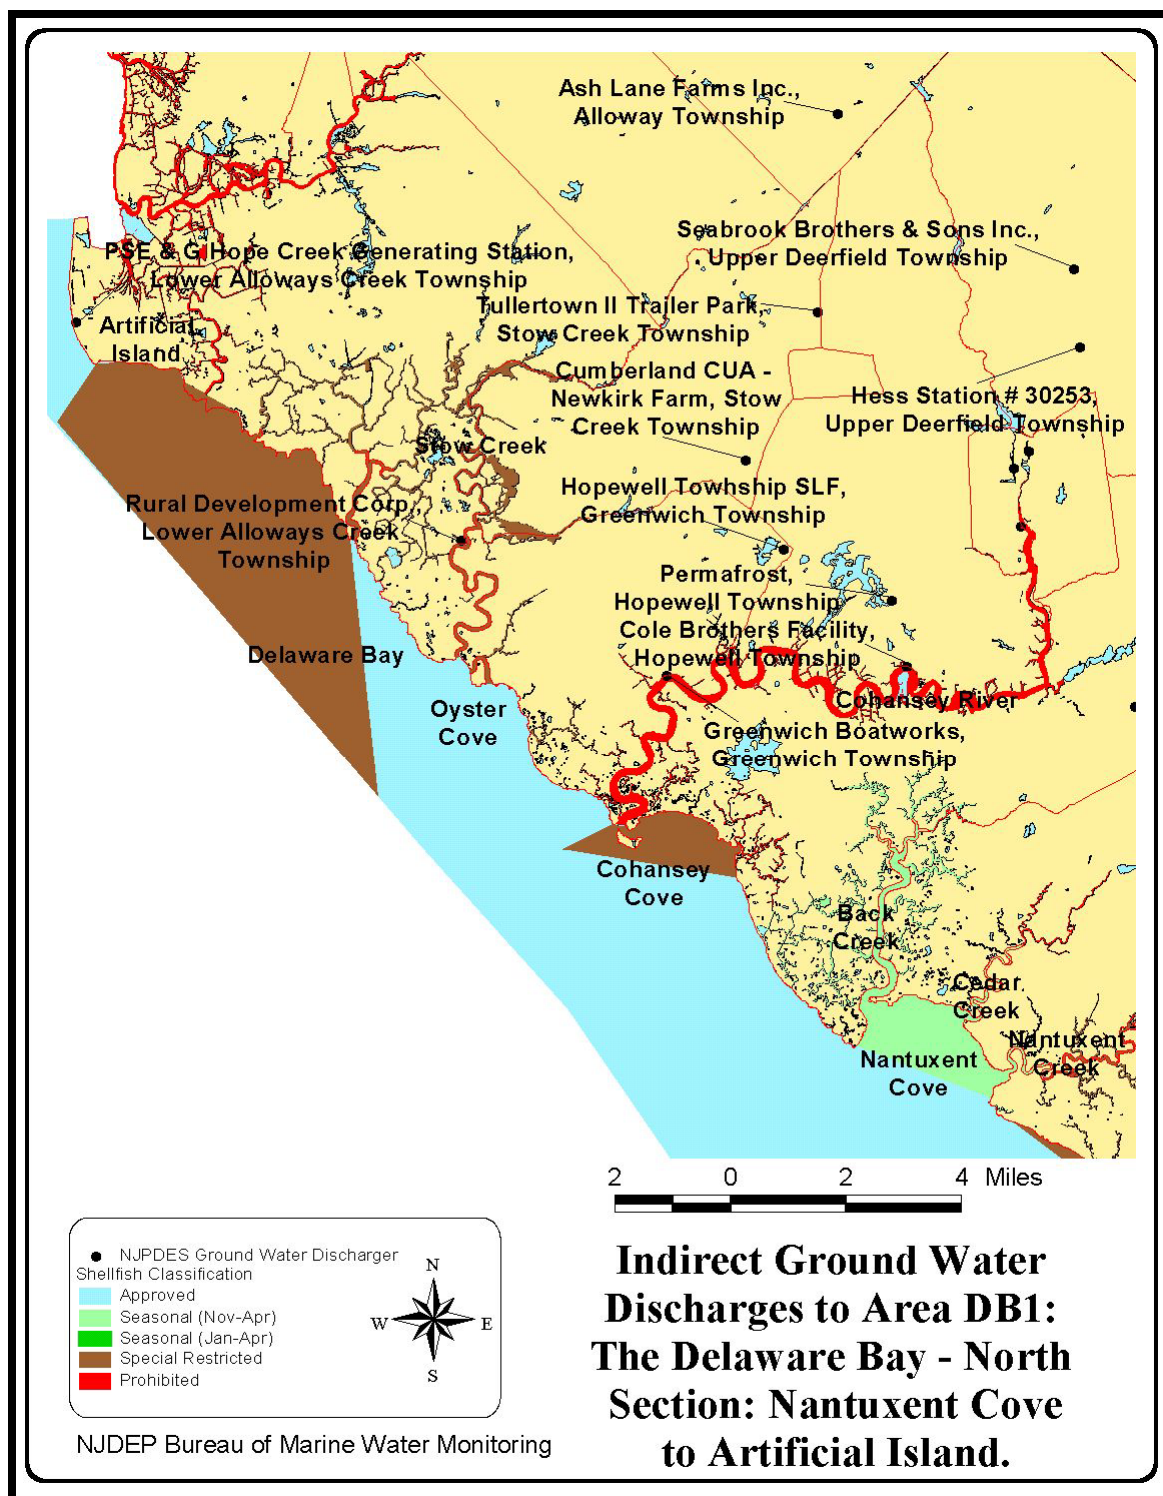 Ash Lane Farms Inc.,
Alloway Township
Seabrook Brothers & Sons Inc.,
Upper Deerfield Township
PSE & G Hope Creek Generating Station,
Lower Alloways Creek Township
Tullertown II Trailer Park,
Stow Creek Township
Artificial
Island
Cumberland CUA -
Newkirk Farm, Stow
Creek Township
Hess Station # 30253,
Upper Deerfield Township
Stow Creek
Hopewell Township SLF,
Greenwich Township
Rural Development Corp,
Lower Alloways Creek
Township
Permafrost,
Hopewell Township
Cole Brothers Facility,
Hopewell Township
Delaware Bay
Cohansey River
Oyster
Cove
Greenwich Boatworks,
Greenwich Township
Cohansey
Cove
Back
Creek
Cedar
Creek
Nantuxent
Creek
Nantuxent
Cove
2 0 2 4 Miles
NJPDES Ground Water Discharger
Shellfish Classification
Approved
Seasonal (Nov-Apr)
Seasonal (Jan-Apr)
Special Restricted
Prohibited
N
W E
S
NJDEP Bureau of Marine Water Monitoring
Indirect Ground Water
Discharges to Area DB1:
The Delaware Bay - North
Section: Nantuxent Cove
to Artificial Island.